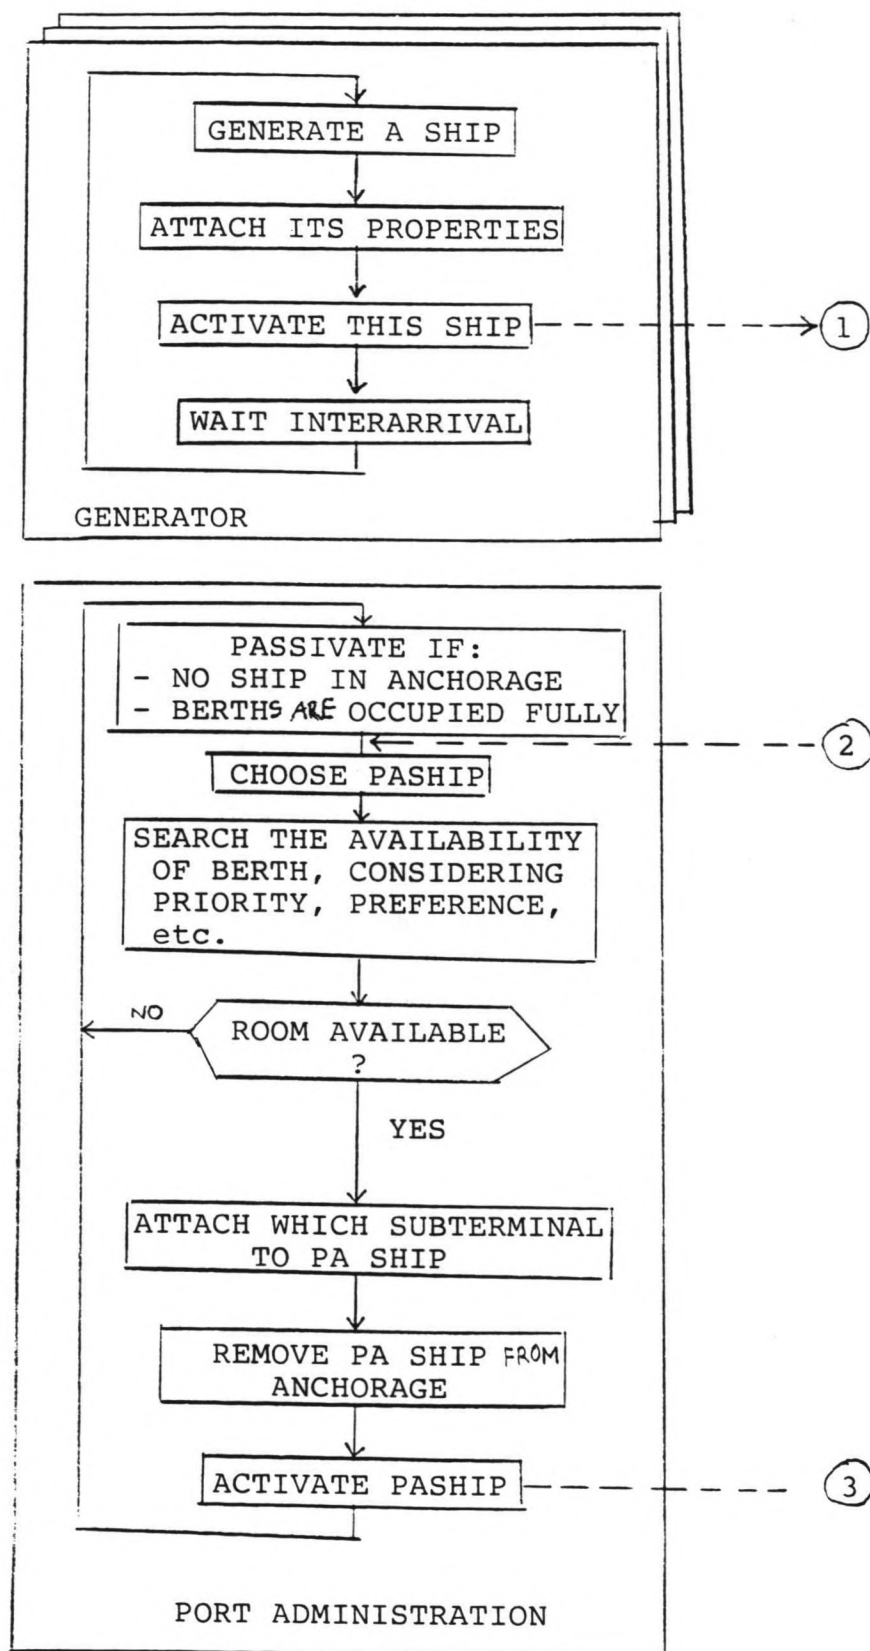 GENERATE A SHIP
ATTACH ITS PROPERTIES
ACTIVATE THIS SHIP
1
WAIT INTERARRIVAL
GENERATOR
PASSIVATE IF:
- NO SHIP IN ANCHORAGE
- BERTHS ARE OCCUPIED FULLY
2
CHOOSE PASHIP
SEARCH THE AVAILABILITY
OF BERTH, CONSIDERING
PRIORITY, PREFERENCE,
etc.
NO
ROOM AVAILABLE
?
YES
ATTACH WHICH SUBTERMINAL
TO PA SHIP
REMOVE PA SHIP FROM
ANCHORAGE
ACTIVATE PASHIP
3
PORT ADMINISTRATION